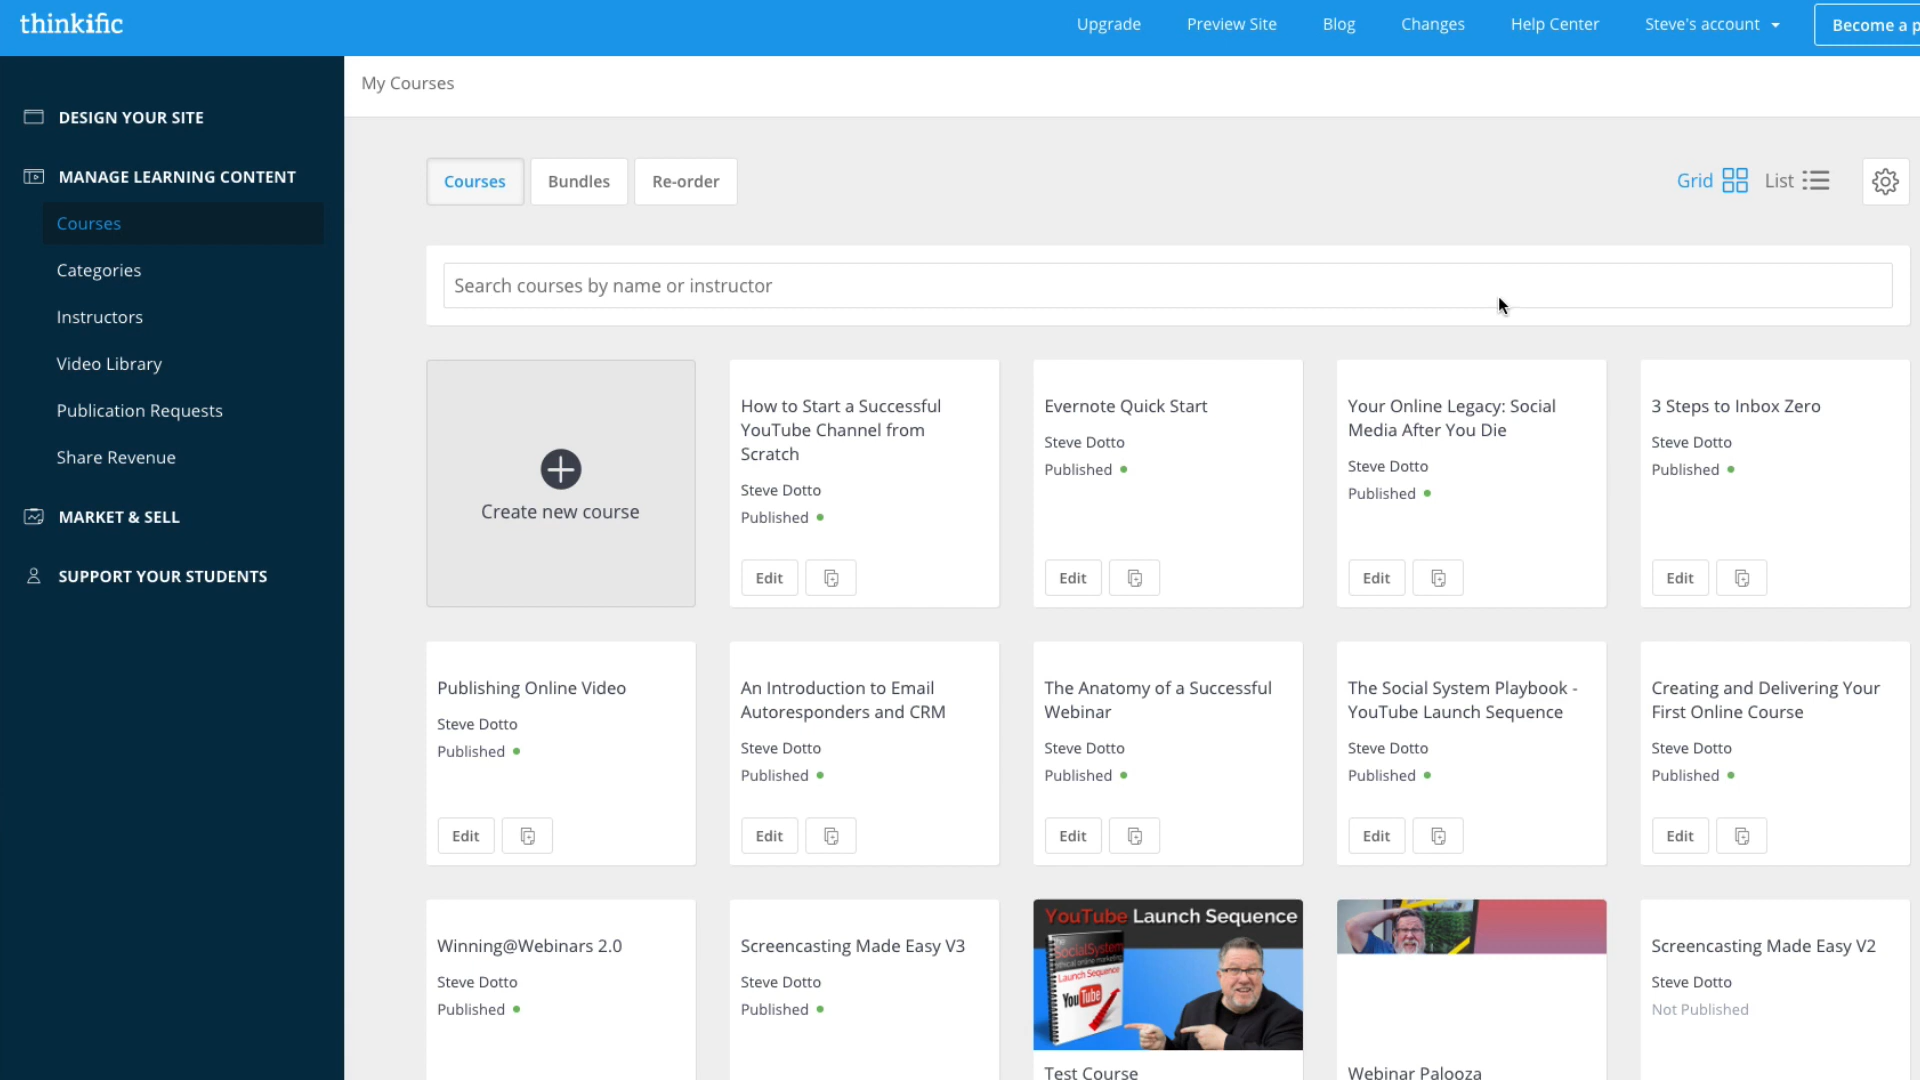 thinkific
Upgrade
Preview Site
Blog
Changes
Help Center
Steve's account
Become a p
DESIGN YOUR SITE
MANAGE LEARNING CONTENT
Courses
Categories
Instructors
Video Library
Publication Requests
Share Revenue
MARKET & SELL
SUPPORT YOUR STUDENTS
My Courses
Courses
Bundles
Re-order
Grid
List
Search courses by name or instructor
Create new course
How to Start a Successful
YouTube Channel from
Scratch
Steve Dotto
Published
Edit
Evernote Quick Start
Steve Dotto
Published
Edit
Your Online Legacy: Social
Media After You Die
Steve Dotto
Published
Edit
3 Steps to Inbox Zero
Steve Dotto
Published
Edit
Publishing Online Video
Steve Dotto
Published
Edit
An Introduction to Email
Autoresponders and CRM
Steve Dotto
Published
Edit
The Anatomy of a Successful
Webinar
Steve Dotto
Published
Edit
The Social System Playbook -
YouTube Launch Sequence
Steve Dotto
Published
Edit
Creating and Delivering Your
First Online Course
Steve Dotto
Published
Edit
Winning@Webinars 2.0
Steve Dotto
Published
Screencasting Made Easy V3
Steve Dotto
Published
YouTube Launch Sequence
SocialSystem
Launch Sequence
YouTube
Test Course
Webinar Palooza
Screencasting Made Easy V2
Steve Dotto
Not Published